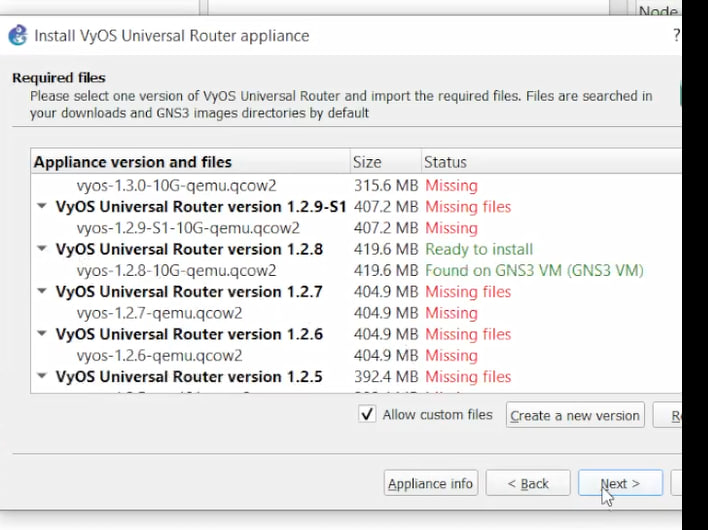 Node
Install VyOS Universal Router appliance ?
Required files
Please select one version of VyOS Universal Router and import the required files. Files are searched in
your downloads and GNS3 images directories by default
Appliance version and files Size Status
vyos-1.3.0-10G-qemu.qcow2 315.6 MB Missing
VyOS Universal Router version 1.2.9-S1 407.2 MB Missing files
vyos-1.2.9-S1-10G-qemu.qcow2 407.2 MB Missing
VyOS Universal Router version 1.2.8 419.6 MB Ready to install
vyos-1.2.8-10G-qemu.qcow2 419.6 MB Found on GNS3 VM (GNS3 VM)
VyOS Universal Router version 1.2.7 404.9 MB Missing files
vyos-1.2.7-qemu.qcow2 404.9 MB Missing
VyOS Universal Router version 1.2.6 404.9 MB Missing files
vyos-1.2.6-qemu.qcow2 404.9 MB Missing
VyOS Universal Router version 1.2.5 392.4 MB Missing files
Allow custom files Create a new version
Appliance info < Back Next >